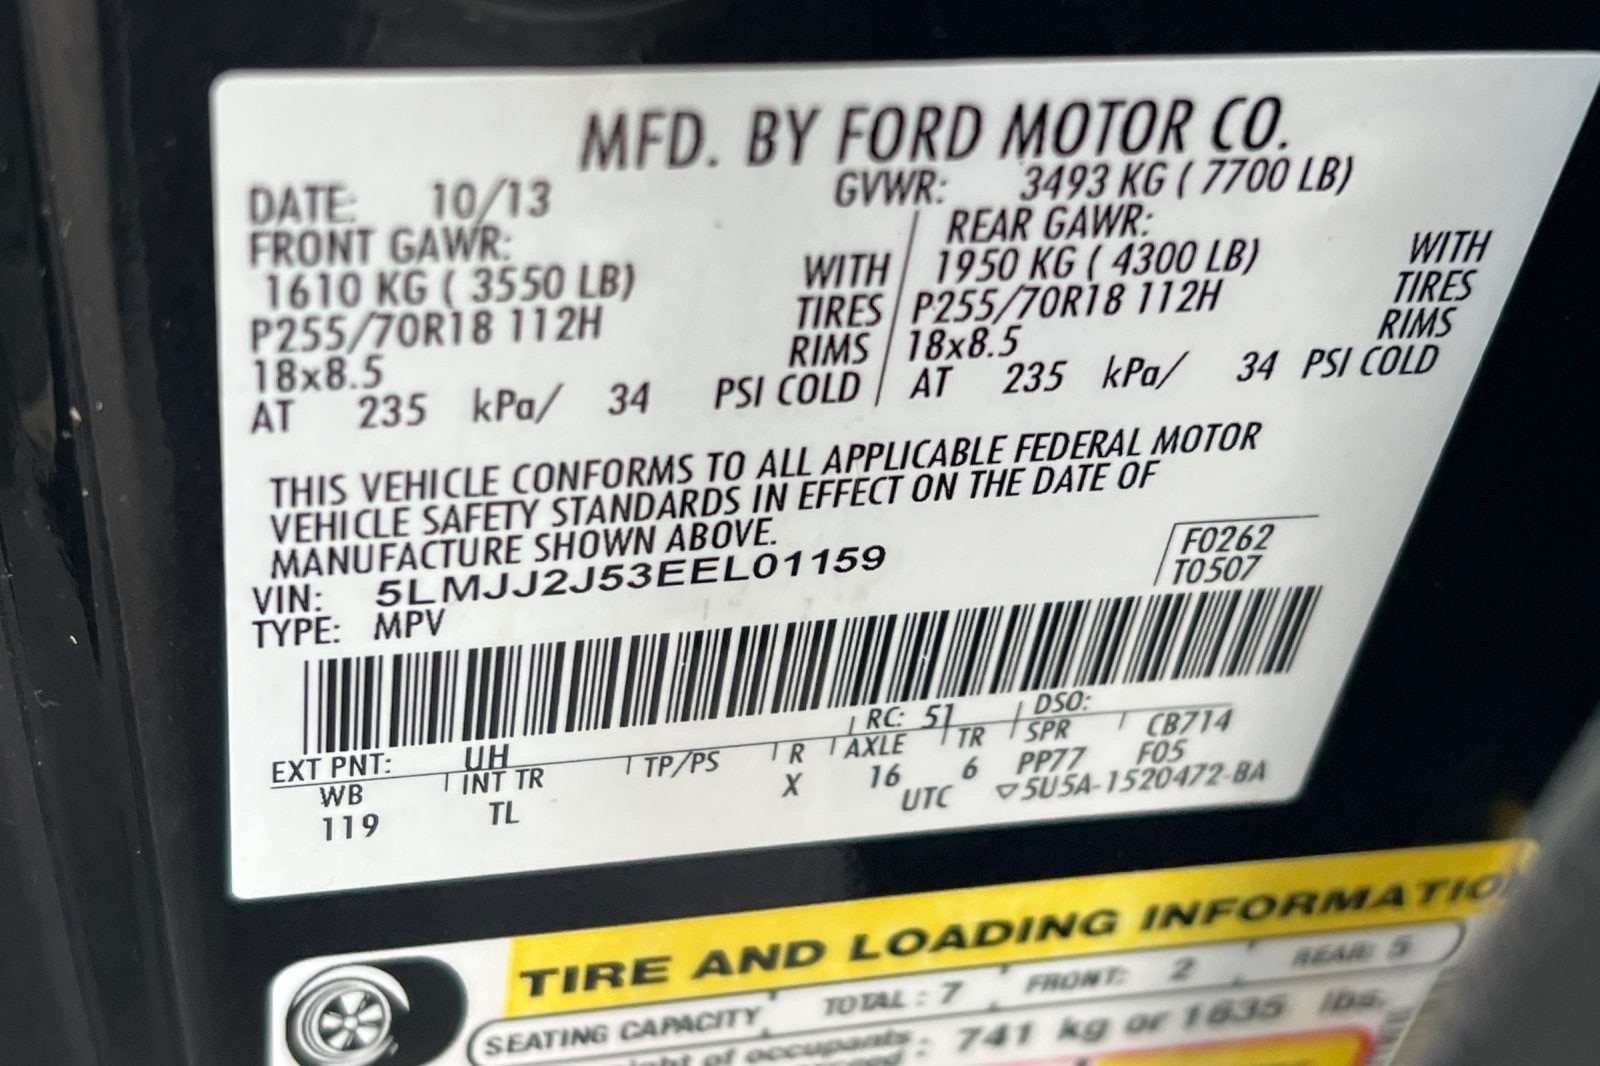 MFD. BY FORD MOTOR CO.
DATE: 10/13 GVWR: 3493 KG ( 7700 LB)
FRONT GAWR: REAR GAWR:
1610 KG ( 3550 LB) WITH 1950 KG ( 4300 LB) WITH
P255/70R18 112H TIRES P255/70R18 112H TIRES
18x8.5 RIMS 18x8.5 RIMS
AT 235 kPa/ 34 PSI COLD AT 235 kPa/ 34 PSI COLD
THIS VEHICLE CONFORMS TO ALL APPLICABLE FEDERAL MOTOR
VEHICLE SAFETY STANDARDS IN EFFECT ON THE DATE OF
MANUFACTURE SHOWN ABOVE.
VIN: 5LMJJ2J53EEL01159 F0262
TYPE: MPV T0507
EXT PNT: UH RC: 51 DSO:
WB INT TR TP/PS R AXLE TR SPR CB714
119 TL X 16 6 PP77 F05
UTC ▽5U5A-1520472-BA
TIRE AND LOADING INFORMATIO
SEATING CAPACITY TOTAL : 7 FRONT: 2 REAR: 5
of occupants : 741 kg or 1635 lbs.